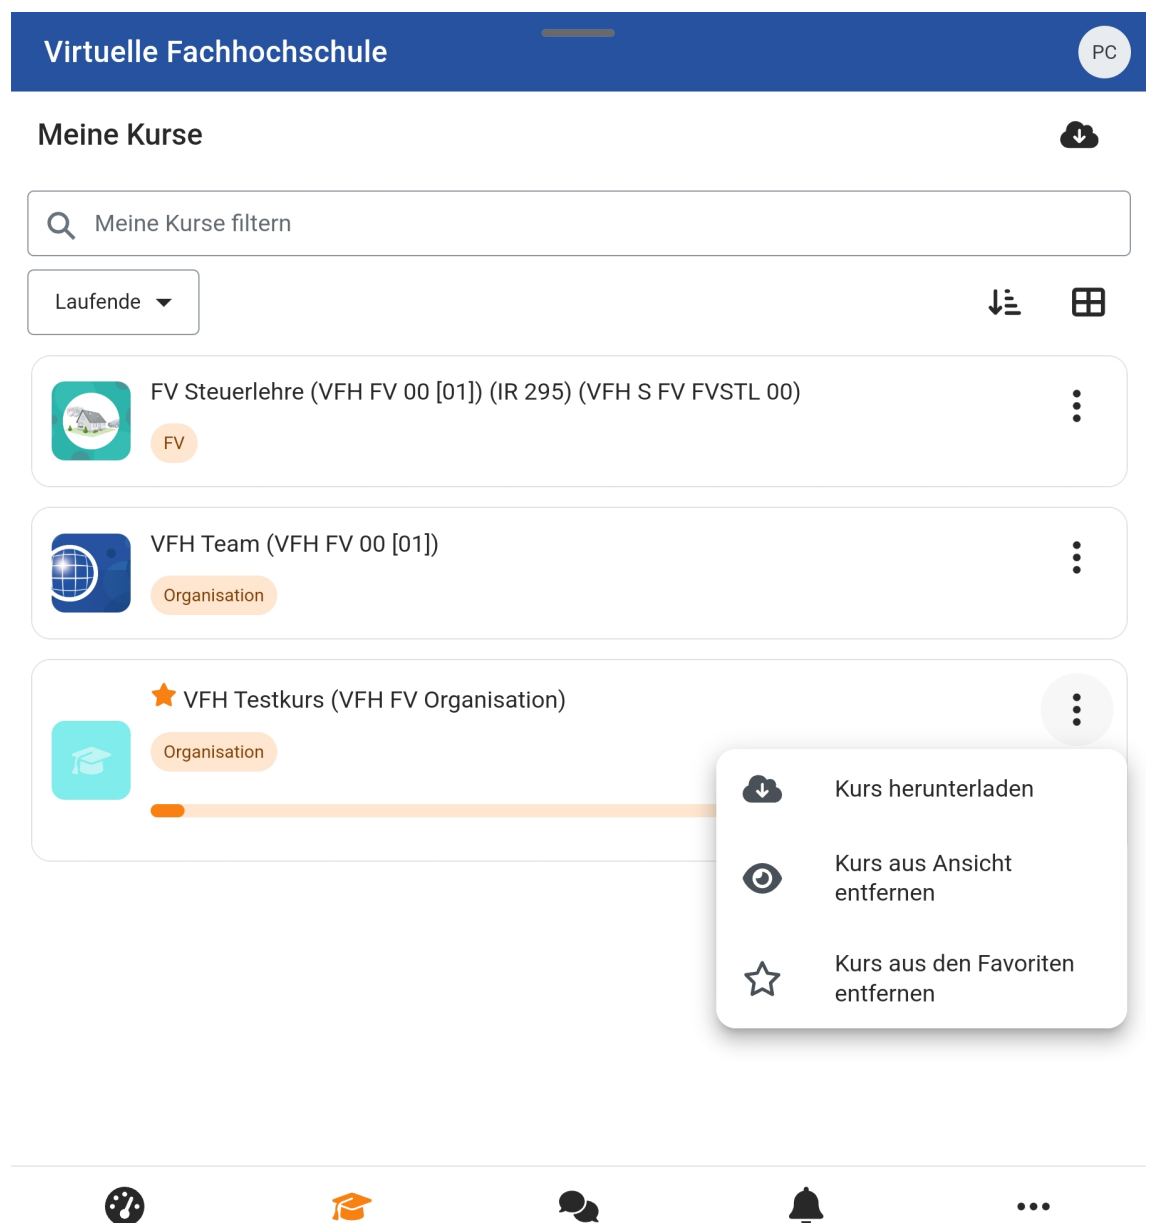 Virtuelle Fachhochschule
PC
Meine Kurse
Meine Kurse filtern
Laufende
FV Steuerlehre (VFH FV 00 [01]) (IR 295) (VFH S FV FVSTL 00)
FV
VFH Team (VFH FV 00 [01])
Organisation
VFH Testkurs (VFH FV Organisation)
Organisation
Kurs herunterladen
Kurs aus Ansicht
entfernen
Kurs aus den Favoriten
entfernen